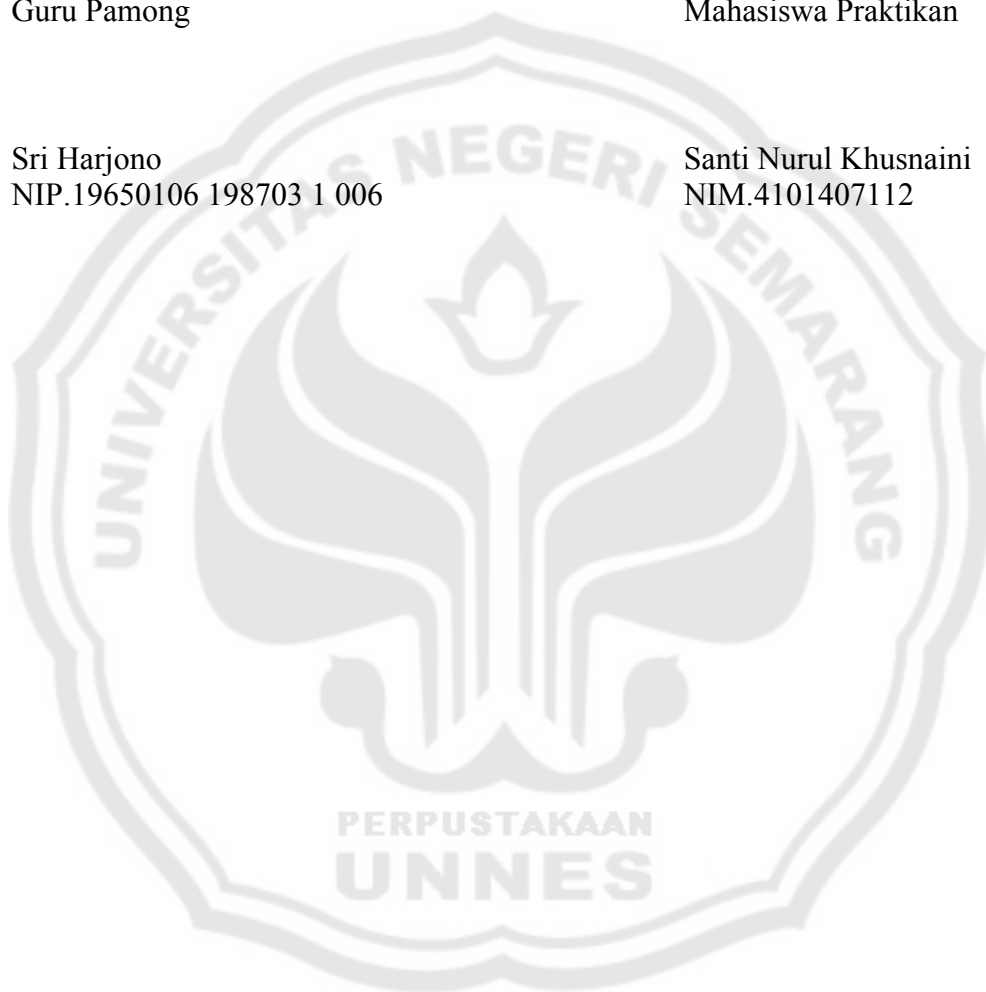 Guru Pamong
Mahasiswa Praktikan
Sri Harjono
Santi Nurul Khusnaini
NIP.19650106 198703 1 006
NIM.4101407112
UNIVERSITAS NEGERI SEMARANG
PERPUSTAKAAN
UNNES